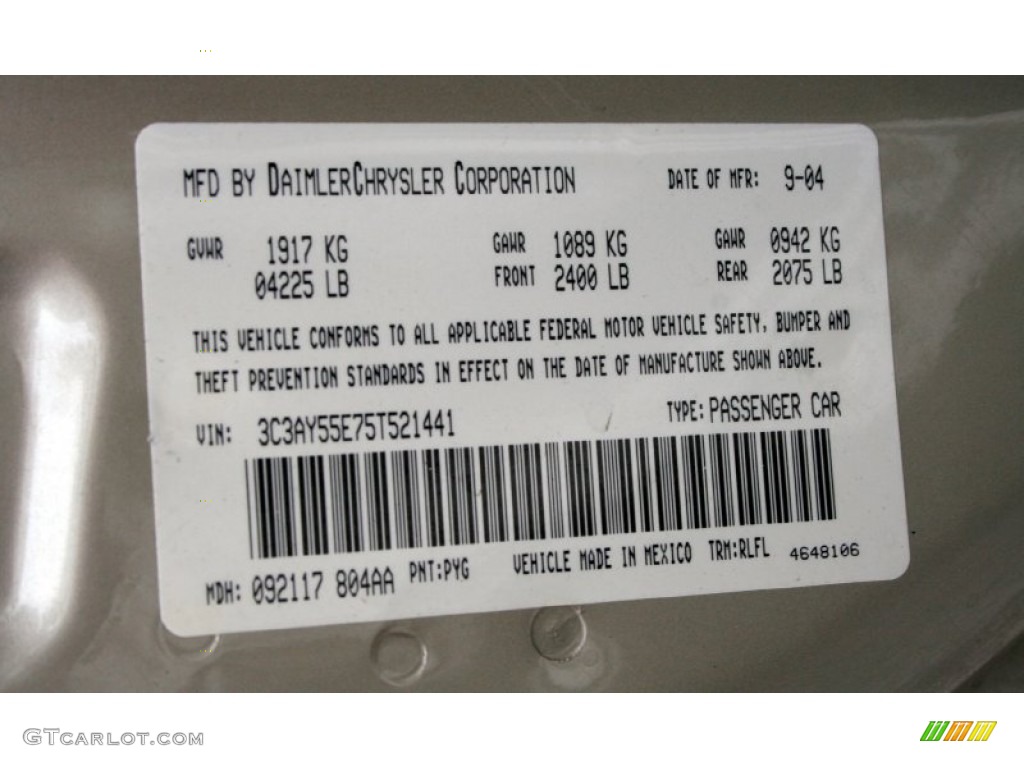 MFD BY DAIMLERCHRYSLER CORPORATION DATE OF MFR: 9-04
GVWR 1917 KG GAWR 1089 KG GAWR 0942 KG
04225 LB FRONT 2400 LB REAR 2075 LB
THIS VEHICLE CONFORMS TO ALL APPLICABLE FEDERAL MOTOR VEHICLE SAFETY, BUMPER AND
THEFT PREVENTION STANDARDS IN EFFECT ON THE DATE OF MANUFACTURE SHOWN ABOVE.
VIN: 3C3AY55E75T521441 TYPE: PASSENGER CAR
MDH: 092117 804AA PNT:PYG VEHICLE MADE IN MEXICO TRM:RLFL 4648106
GTCARLOT.COM